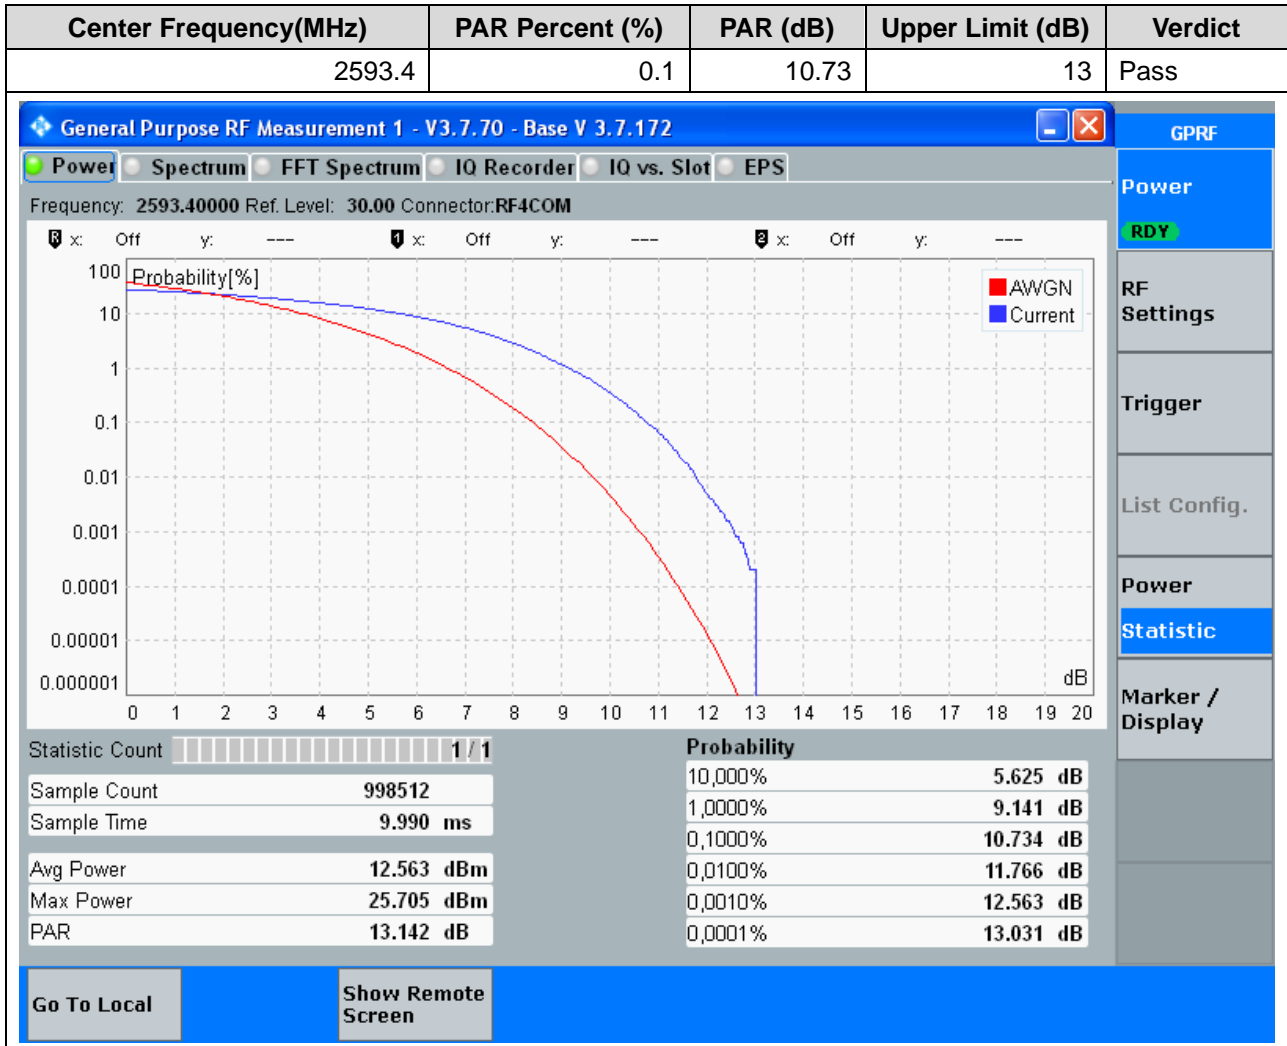 Center Frequency(MHz) PAR Percent (%) PAR (dB) Upper Limit (dB) Verdict
2593.4 0.1 10.73 13 Pass
General Purpose RF Measurement 1 - V3.7.70 - Base V 3.7.172
GPRF
Power Spectrum FFT Spectrum IQ Recorder IQ vs. Slot EPS
Frequency: 2593.40000 Ref. Level: 30.00 Connector:RF4COM
R x: Off y: --- 1 x: Off y: --- 2 x: Off y: ---
Probability[%]
AWGN
Current
100
10
1
0.1
0.01
0.001
0.0001
0.00001
0.000001
dB
0 1 2 3 4 5 6 7 8 9 10 11 12 13 14 15 16 17 18 19 20
Statistic Count 1 / 1
Sample Count 998512
Sample Time 9.990 ms
Avg Power 12.563 dBm
Max Power 25.705 dBm
PAR 13.142 dB
Probability
10,000% 5.625 dB
1,0000% 9.141 dB
0,1000% 10.734 dB
0,0100% 11.766 dB
0,0010% 12.563 dB
0,0001% 13.031 dB
Power
RDY
RF
Settings
Trigger
List Config.
Power
Statistic
Marker /
Display
Go To Local
Show Remote
Screen